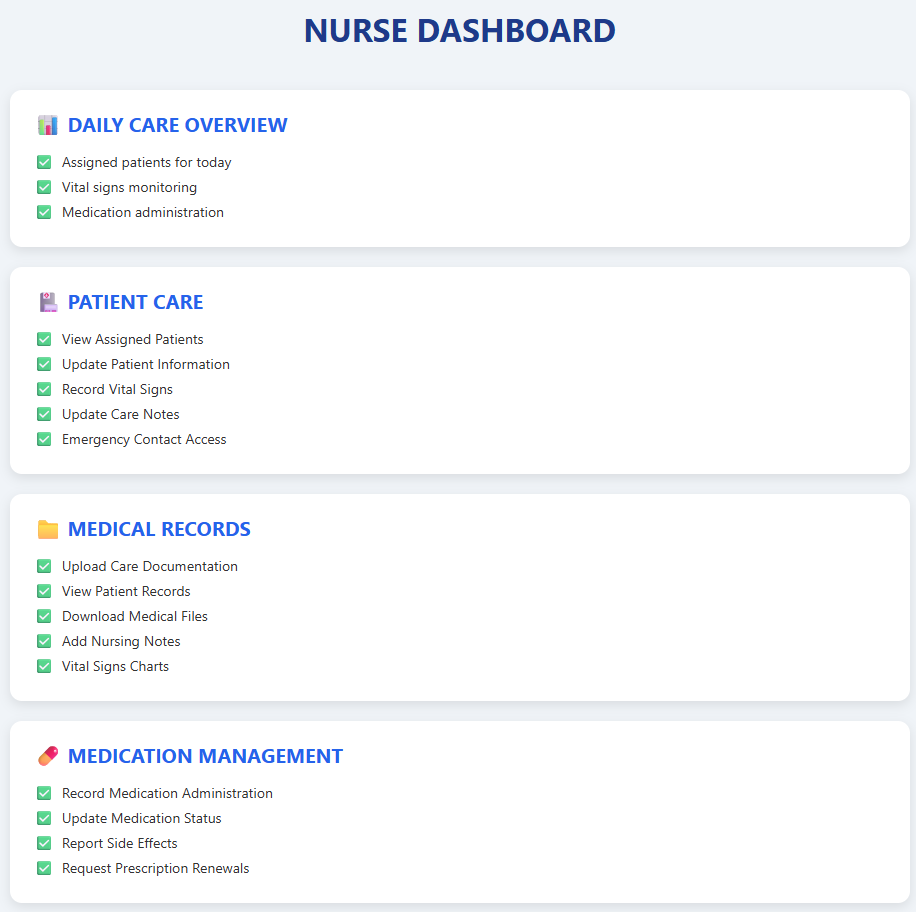 NURSE DASHBOARD
DAILY CARE OVERVIEW
Assigned patients for today
Vital signs monitoring
Medication administration
PATIENT CARE
View Assigned Patients
Update Patient Information
Record Vital Signs
Update Care Notes
Emergency Contact Access
MEDICAL RECORDS
Upload Care Documentation
View Patient Records
Download Medical Files
Add Nursing Notes
Vital Signs Charts
MEDICATION MANAGEMENT
Record Medication Administration
Update Medication Status
Report Side Effects
Request Prescription Renewals